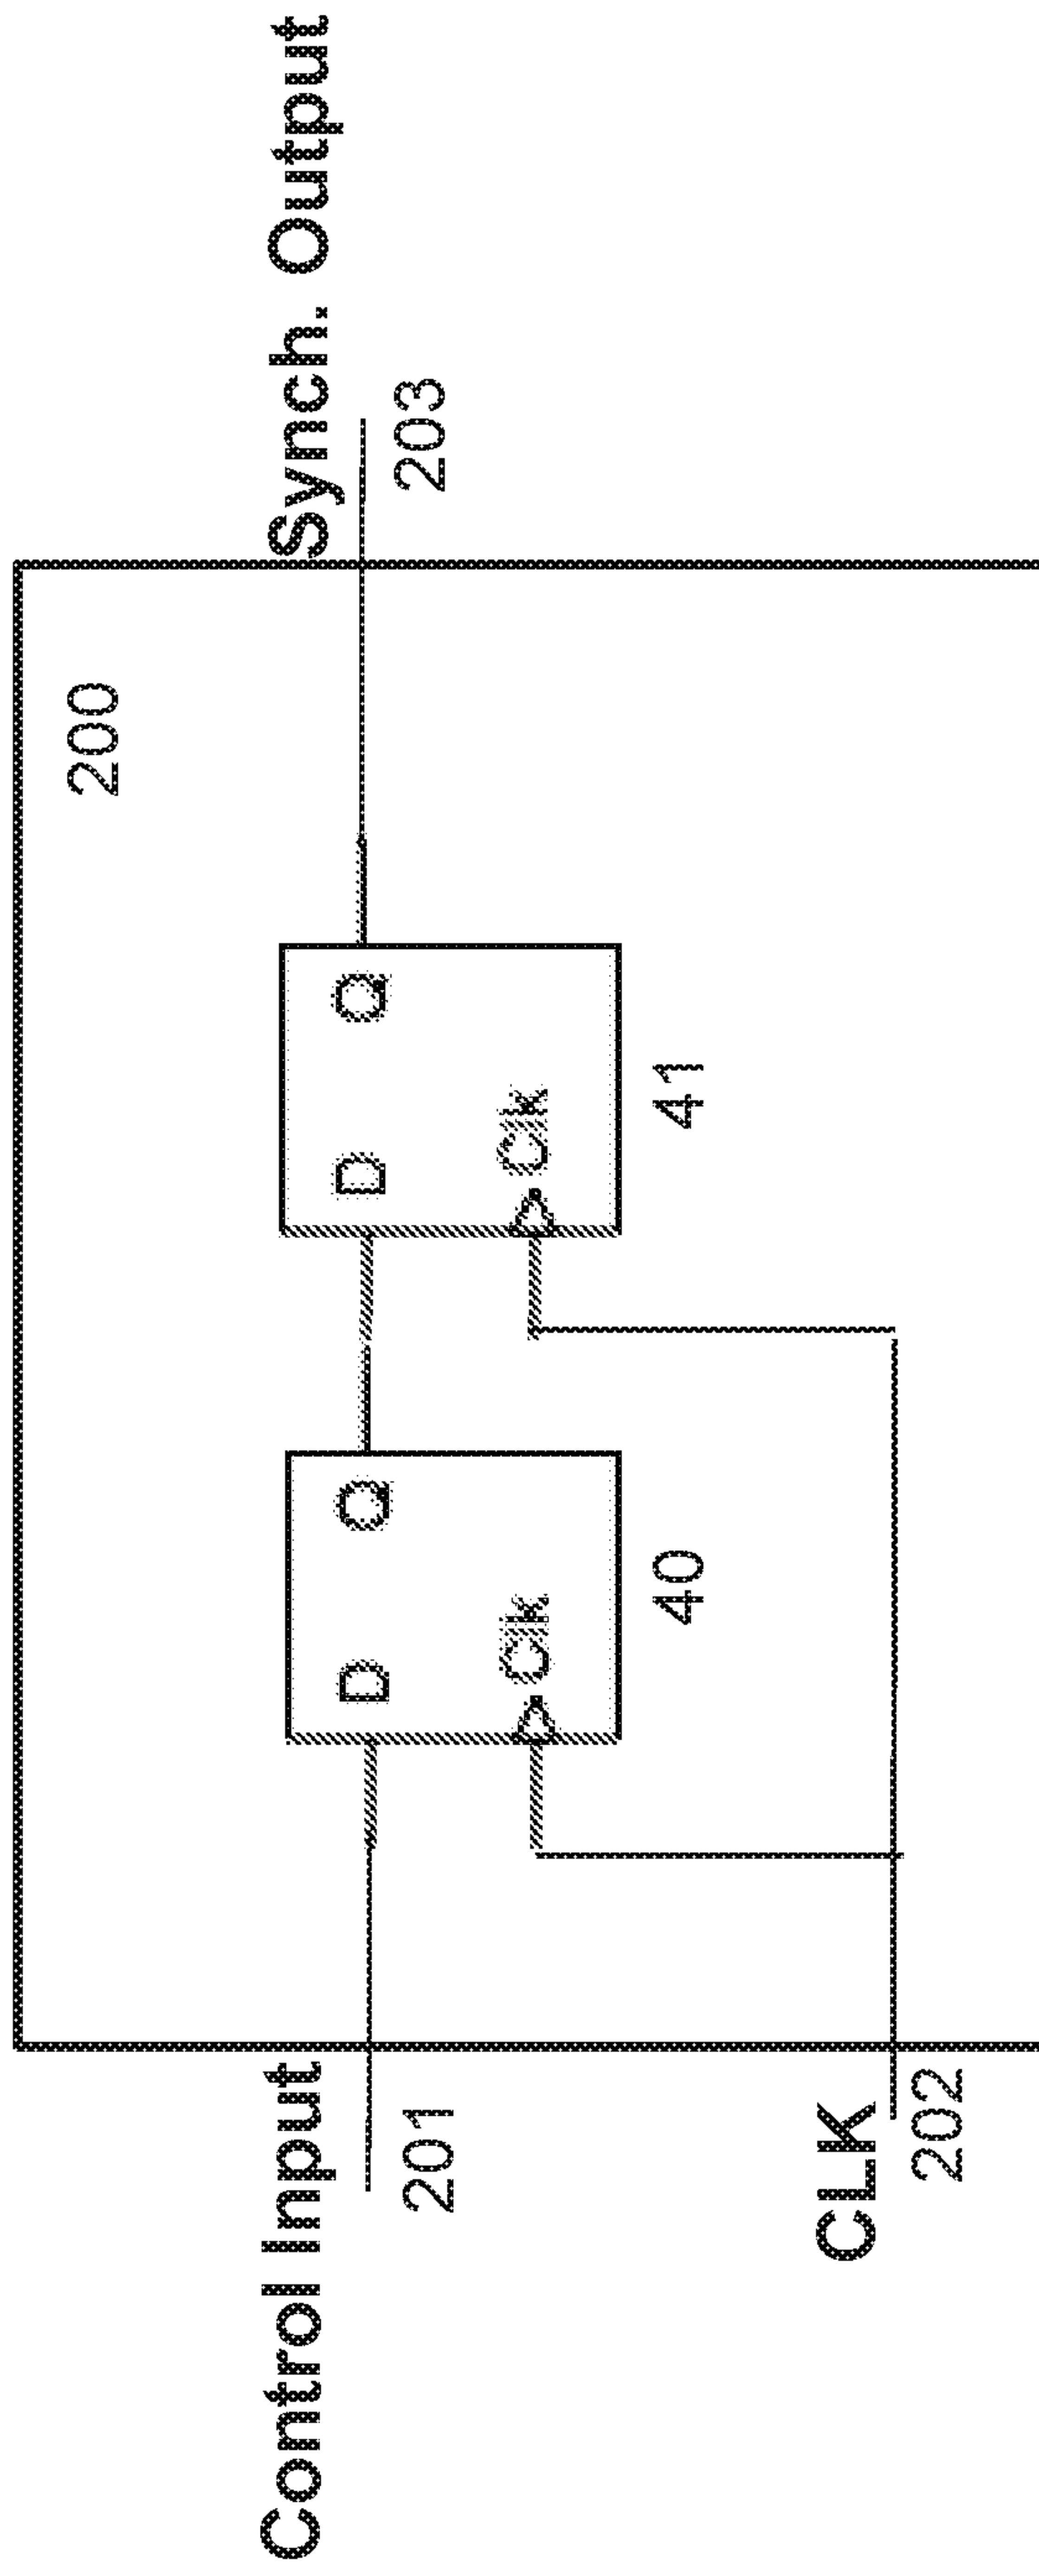 200
Control Input
Synch. Output
201
203
D
Q
D
Q
Clk
Clk
40
41
CLK
202